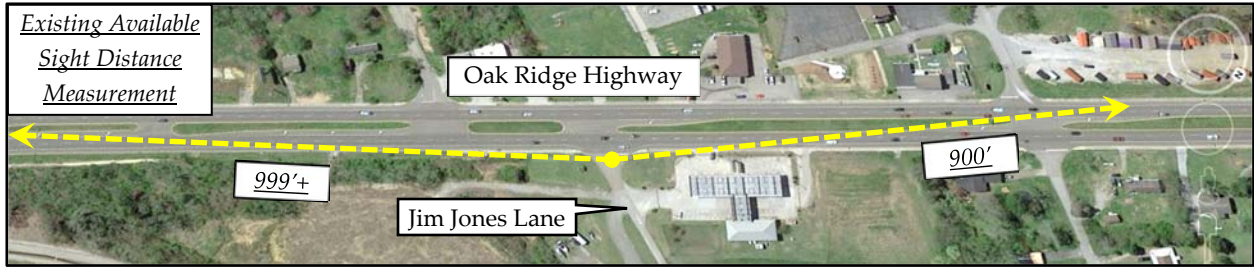 Existing Available
Sight Distance
Measurement
Oak Ridge Highway
999’+
900’
Jim Jones Lane
N